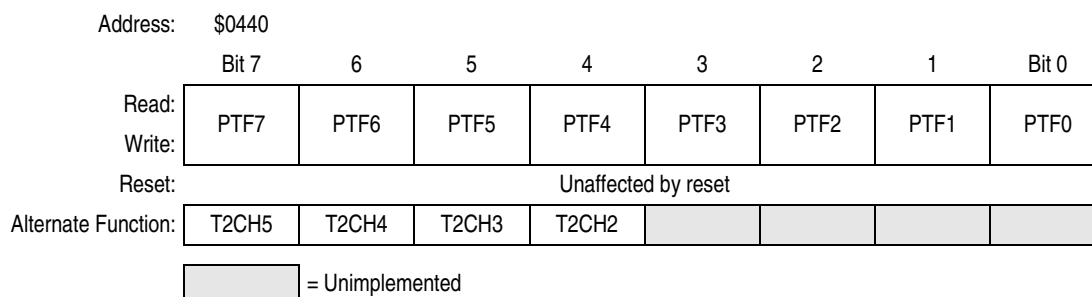 Address: $0440
Bit 7 6 5 4 3 2 1 Bit 0
Read:
PTF7 PTF6 PTF5 PTF4 PTF3 PTF2 PTF1 PTF0
Write:
Reset: Unaffected by reset
Alternate Function: T2CH5 T2CH4 T2CH3 T2CH2
= Unimplemented